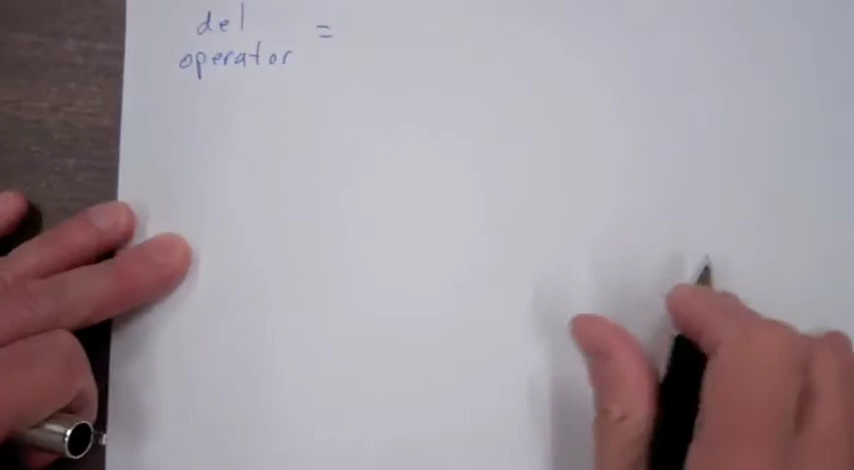 del
operator =